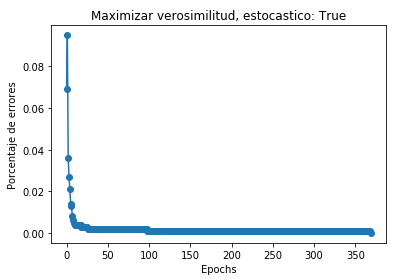 Maximizar verosimilitud, estocastico: True
Porcentaje de errores
0.08
0.06
0.04
0.02
0.00
0 50 100 150 200 250 300 350
Epochs